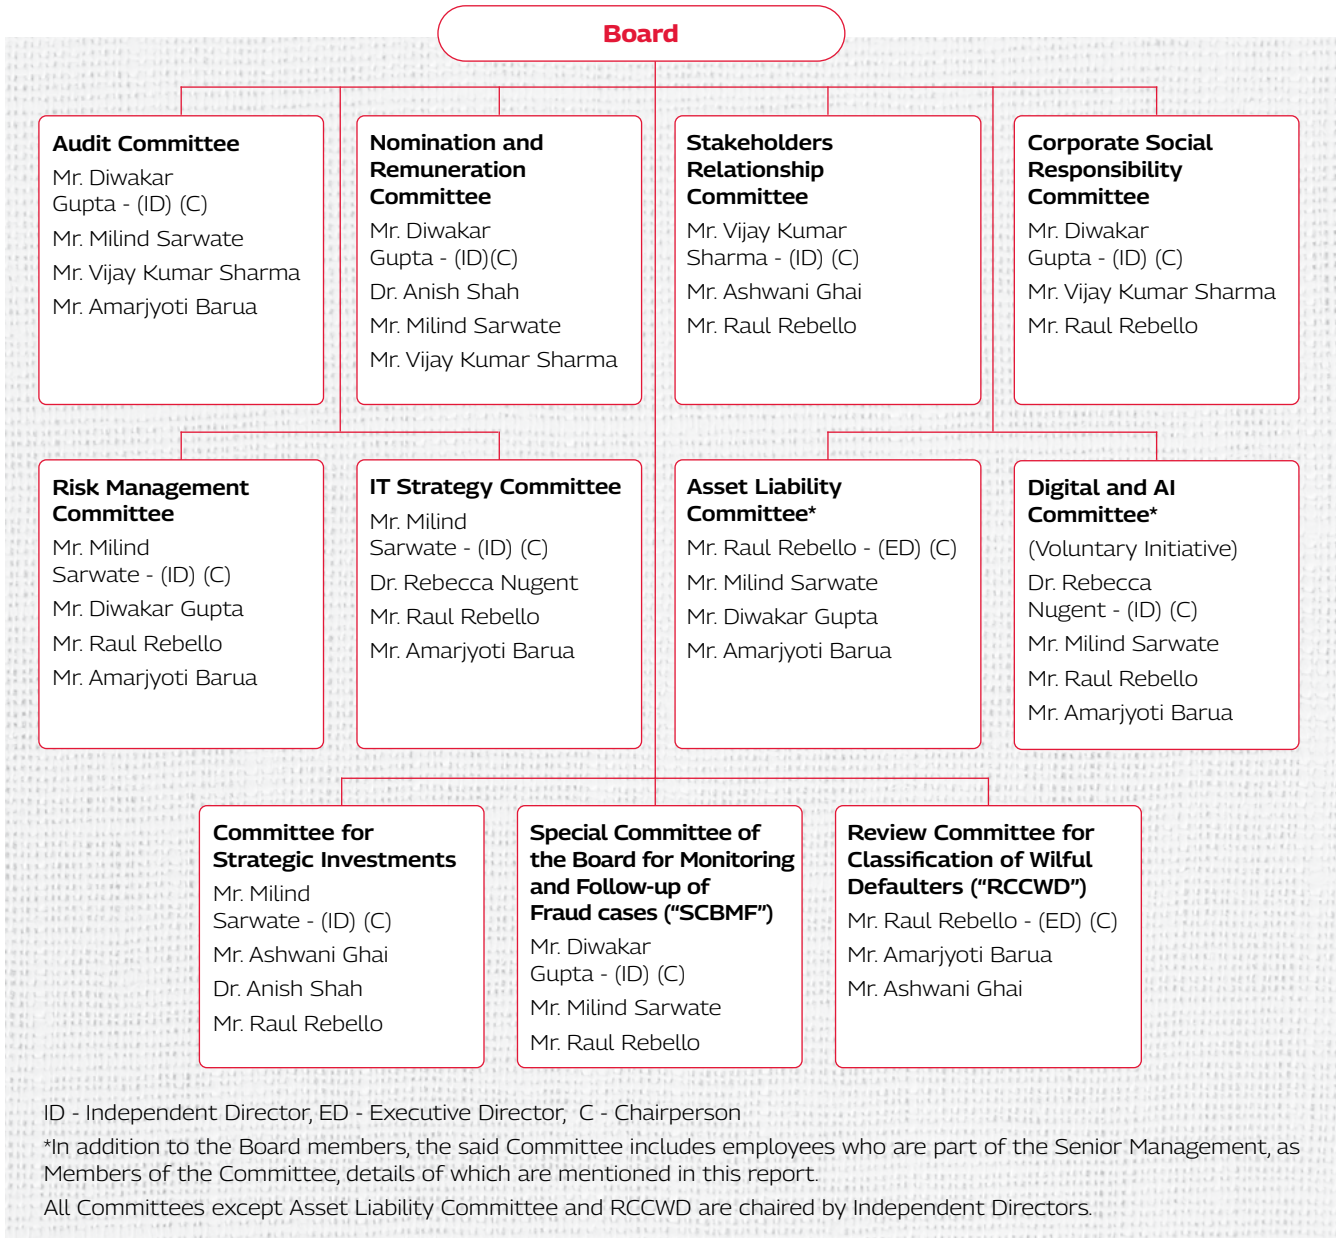 Board
Audit Committee
Mr. Diwakar
Gupta - (ID) (C)
Mr. Milind Sarwate
Mr. Vijay Kumar Sharma
Mr. Amarjyoti Barua
Nomination and
Remuneration
Committee
Mr. Diwakar
Gupta - (ID)(C)
Dr. Anish Shah
Mr. Milind Sarwate
Mr. Vijay Kumar Sharma
Stakeholders
Relationship
Committee
Mr. Vijay Kumar
Sharma - (ID) (C)
Mr. Ashwani Ghai
Mr. Raul Rebello
Corporate Social
Responsibility
Committee
Mr. Diwakar
Gupta - (ID) (C)
Mr. Vijay Kumar Sharma
Mr. Raul Rebello
Risk Management
Committee
Mr. Milind
Sarwate - (ID) (C)
Mr. Diwakar Gupta
Mr. Raul Rebello
Mr. Amarjyoti Barua
IT Strategy Committee
Mr. Milind
Sarwate - (ID) (C)
Dr. Rebecca Nugent
Mr. Raul Rebello
Mr. Amarjyoti Barua
Asset Liability
Committee*
Mr. Raul Rebello - (ED) (C)
Mr. Milind Sarwate
Mr. Diwakar Gupta
Mr. Amarjyoti Barua
Digital and AI
Committee*
(Voluntary Initiative)
Dr. Rebecca
Nugent - (ID) (C)
Mr. Milind Sarwate
Mr. Raul Rebello
Mr. Amarjyoti Barua
Committee for
Strategic Investments
Mr. Milind
Sarwate - (ID) (C)
Mr. Ashwani Ghai
Dr. Anish Shah
Mr. Raul Rebello
Special Committee of
the Board for Monitoring
and Follow-up of
Fraud cases (“SCBMF”)
Mr. Diwakar
Gupta - (ID) (C)
Mr. Milind Sarwate
Mr. Raul Rebello
Review Committee for
Classification of Wilful
Defaulters (“RCCWD”)
Mr. Raul Rebello - (ED) (C)
Mr. Amarjyoti Barua
Mr. Ashwani Ghai
ID - Independent Director, ED - Executive Director, C - Chairperson
*In addition to the Board members, the said Committee includes employees who are part of the Senior Management, as
Members of the Committee, details of which are mentioned in this report.
All Committees except Asset Liability Committee and RCCWD are chaired by Independent Directors.